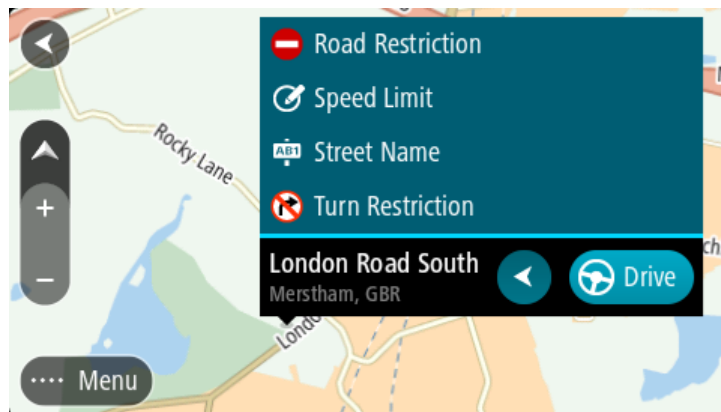 Road Restriction
Speed Limit
AB1 Street Name
Turn Restriction
London Road South
Merstham, GBR
Drive
Rocky Lane
Londo
ch
+
−
Menu